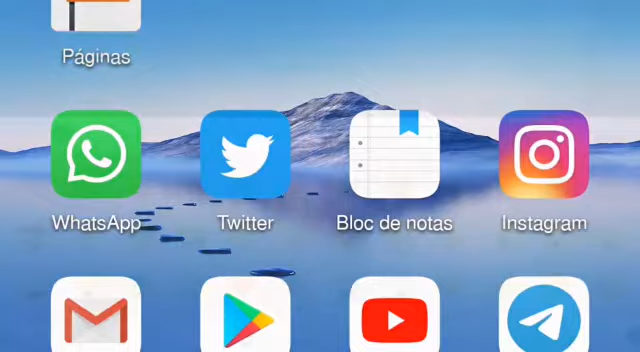 Páginas
WhatsApp
Twitter
Bloc de notas
Instagram